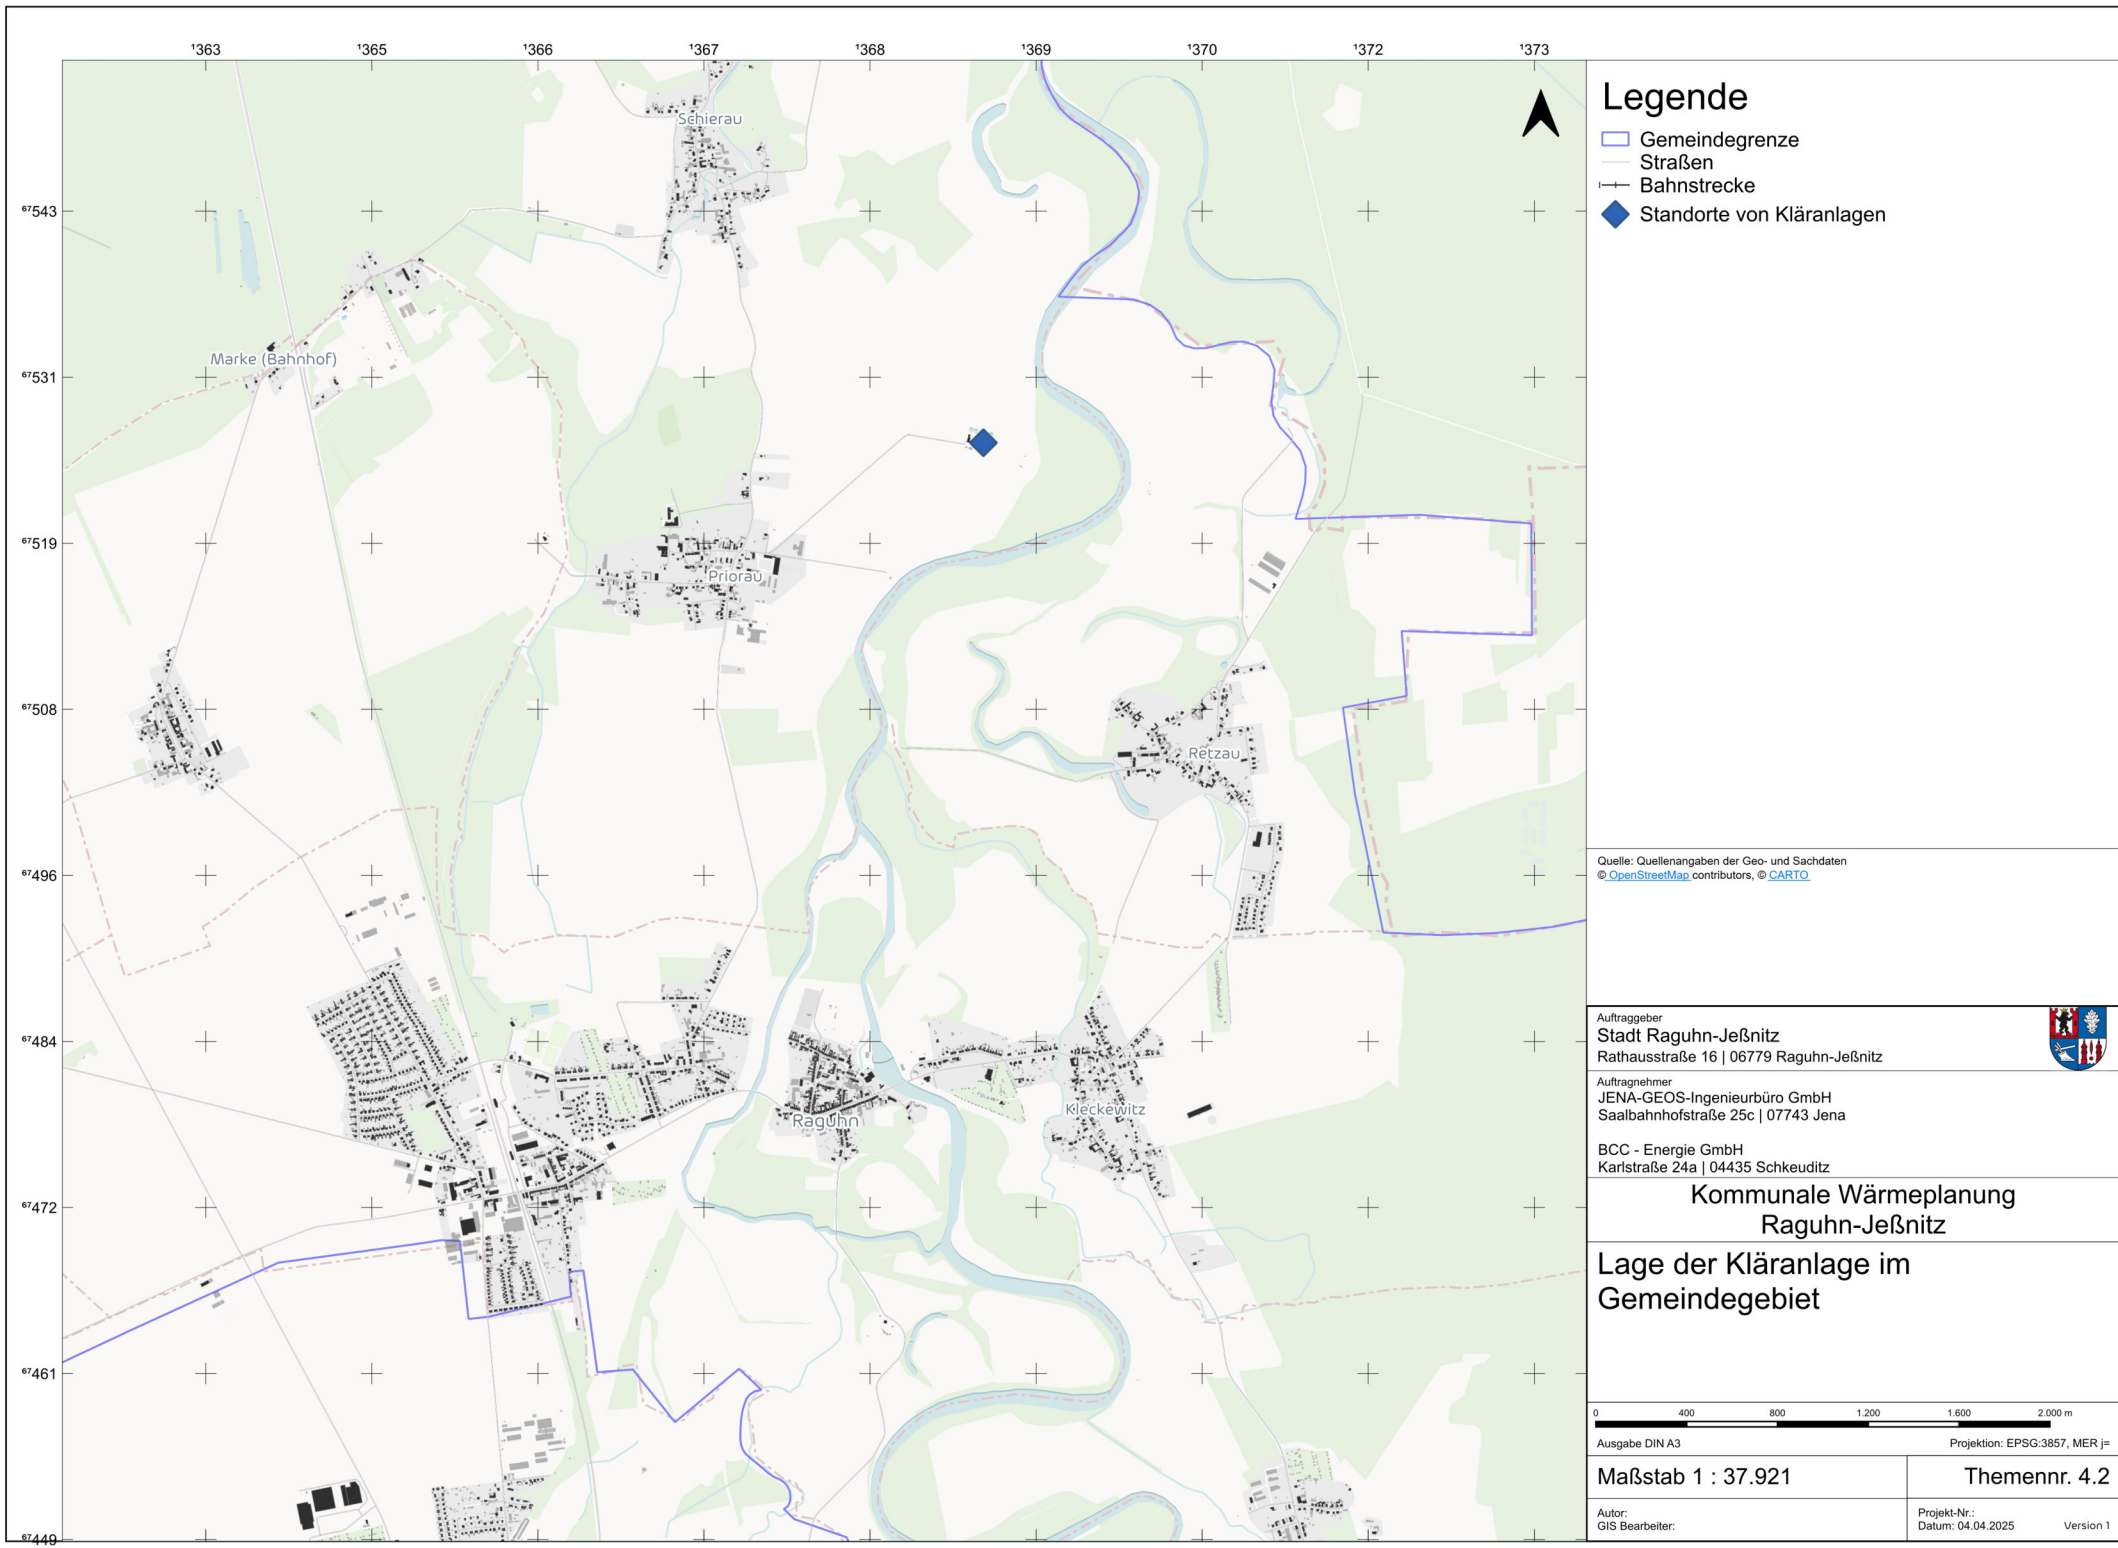 ¹363 ¹365 ¹366 ¹367 ¹368 ¹369 ¹370 ¹372 ¹373
⁶⁷543
⁶⁷531
⁶⁷519
⁶⁷508
⁶⁷496
⁶⁷484
⁶⁷472
⁶⁷461
⁶⁷449
Schierau
Marke (Bahnhof)
Priorau
Retzau
Raguhn
Kleckewitz
Legende
Gemeindegrenze
Straßen
Bahnstrecke
Standorte von Kläranlagen
Quelle: Quellenangaben der Geo- und Sachdaten
© OpenStreetMap contributors, © CARTO
Auftraggeber
Stadt Raguhn-Jeßnitz
Rathausstraße 16 | 06779 Raguhn-Jeßnitz
Auftragnehmer
JENA-GEOS-Ingenieurbüro GmbH
Saalbahnhofstraße 25c | 07743 Jena
BCC - Energie GmbH
Karlstraße 24a | 04435 Schkeuditz
Kommunale Wärmeplanung
Raguhn-Jeßnitz
Lage der Kläranlage im
Gemeindegebiet
0 400 800 1.200 1.600 2.000 m
Ausgabe DIN A3 Projektion: EPSG:3857, MER j=
Maßstab 1 : 37.921 Themennr. 4.2
Autor: Projekt-Nr.:
GIS Bearbeiter: Datum: 04.04.2025 Version 1